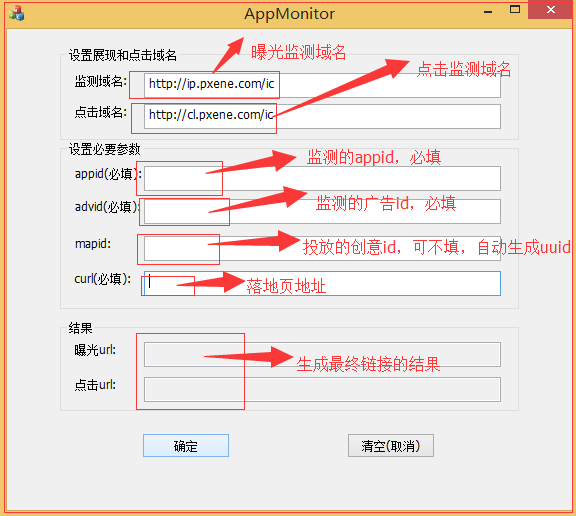 AppMonitor
设置展现和点击域名
曝光监测域名
监测域名:
http://ip.pxene.com/ic
点击监测域名
点击域名:
http://cl.pxene.com/ic
设置必要参数
appid(必填):
监测的appid，必填
advid(必填):
监测的广告id，必填
mapid:
投放的创意id，可不填，自动生成uuid
curl(必填):
落地页地址
结果
曝光url:
生成最终链接的结果
点击url:
确定
清空(取消)